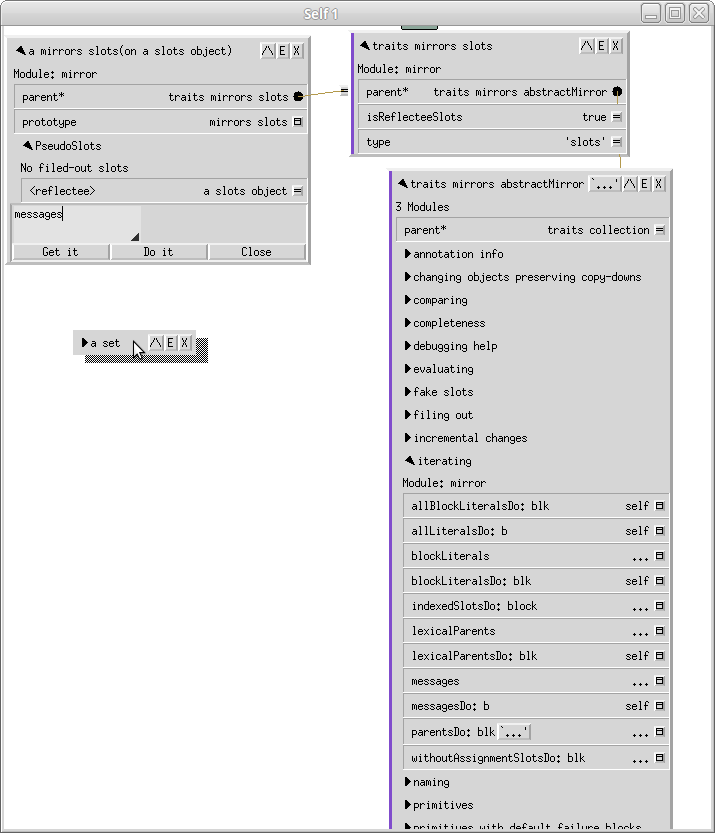 Self 1
a mirrors slots(on a slots object) /\ E X
Module: mirror
parent* traits mirrors slots
prototype mirrors slots
PseudoSlots
No filed-out slots
<reflectee> a slots object =
messages
Get it Do it Close
a set /\ E X
traits mirrors slots /\ E X
Module: mirror
parent* traits mirrors abstractMirror
isReflecteeSlots true =
type 'slots' =
traits mirrors abstractMirror `...' /\ E X
3 Modules
parent* traits collection =
annotation info
changing objects preserving copy-downs
comparing
completeness
debugging help
evaluating
fake slots
filing out
incremental changes
iterating
Module: mirror
allBlockLiteralsDo: blk self
allLiteralsDo: b self
blockLiterals ...
blockLiteralsDo: blk self
indexedSlotsDo: block ...
lexicalParents ...
lexicalParentsDo: blk self
messages ...
messagesDo: b self
parentsDo: blk `...' ...
withoutAssignmentSlotsDo: blk ...
naming
primitives
primitives with default failure blocks